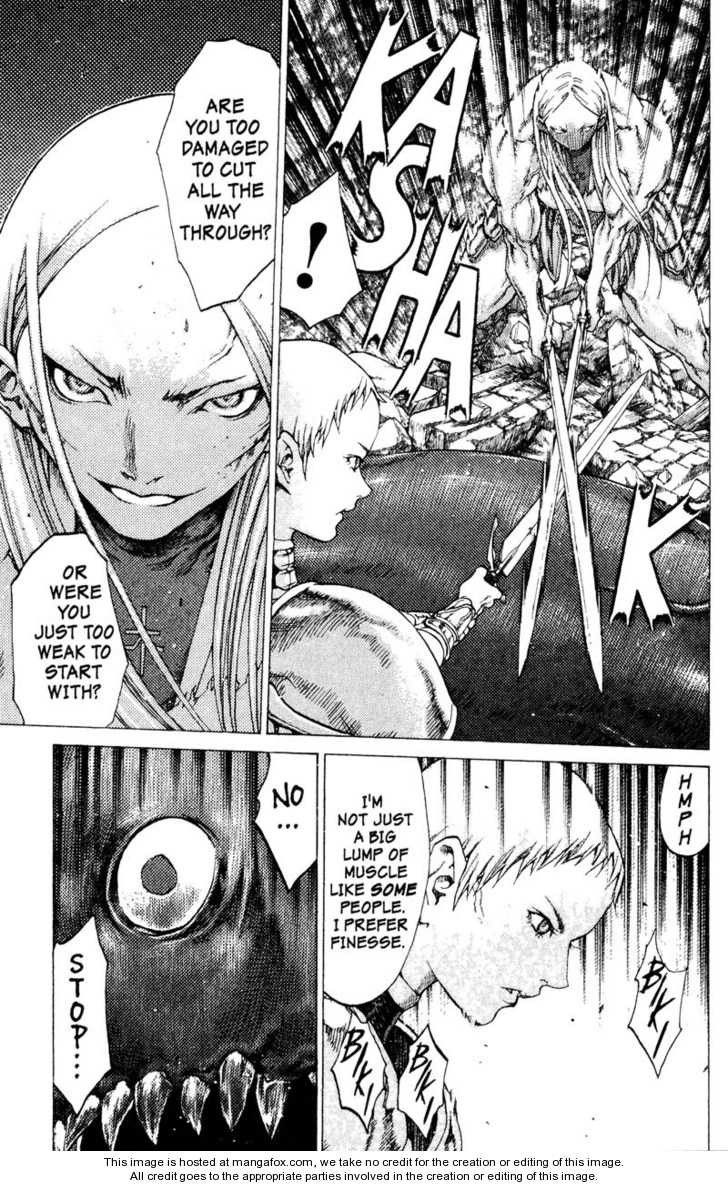 KA
SHA
K
!
ARE
YOU TOO
DAMAGED
TO CUT
ALL THE
WAY
THROUGH?
OR
WERE
YOU
JUST TOO
WEAK TO
START
WITH?
HMPH
I'M
NOT JUST
A BIG
LUMP OF
MUSCLE
LIKE SOME
PEOPLE.
I PREFER
FINESSE.
BIKI
BIKI
BIKI
NO
...
STOP...
This image is hosted at mangafox.com, we take no credit for the creation or editing of this image.
All credit goes to the appropriate parties involved in the creation or editing of this image.